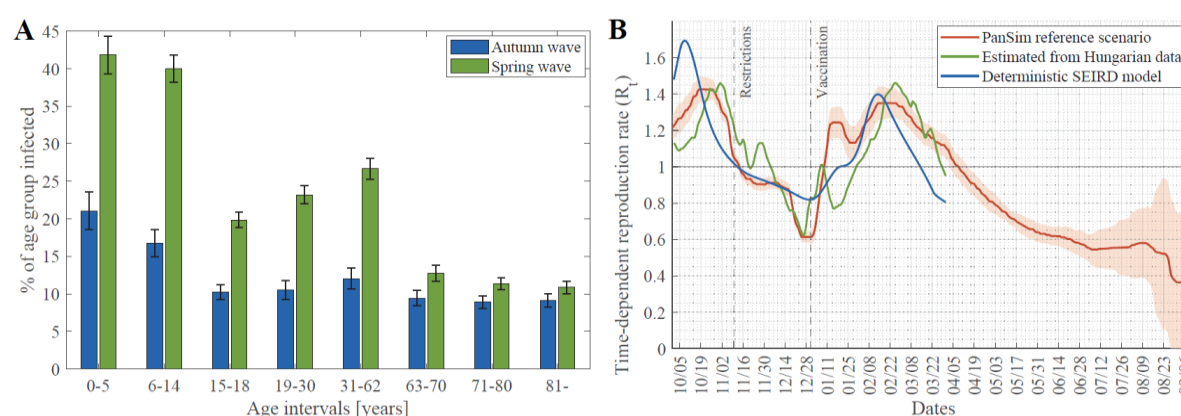 A
% of age group infected
45
40
35
30
25
20
15
10
5
0
Autumn wave
Spring wave
0-5 6-14 15-18 19-30 31-62 63-70 71-80 81-
Age intervals [years]
B
Time-dependent reproduction rate (Rt)
1.6
1.4
1.2
1
0.8
0.6
0.4
0.2
0
Restrictions
Vaccination
PanSim reference scenario
Estimated from Hungarian data
Deterministic SEIRD model
10/05 10/19 11/02 11/16 11/30 12/14 12/28 01/11 01/25 02/08 02/22 03/08 03/22 04/05 04/19 05/03 05/17 05/31 06/14 06/28 07/12 07/26 08/09 08/23
Dates